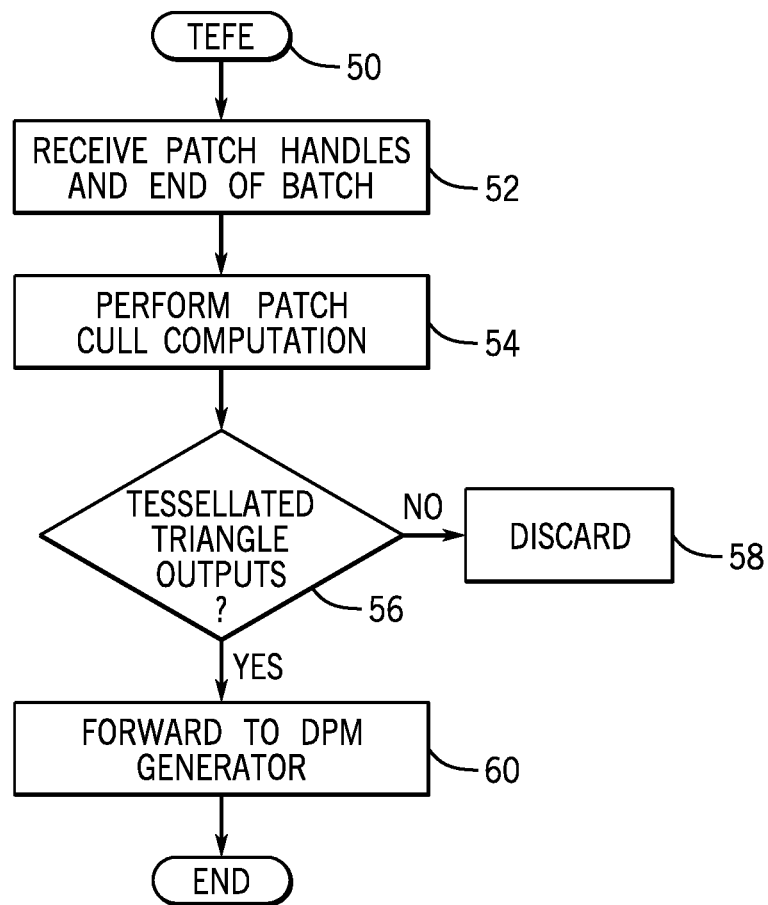 TEFE
50
RECEIVE PATCH HANDLES
AND END OF BATCH
52
PERFORM PATCH
CULL COMPUTATION
54
TESSELLATED
TRIANGLE
OUTPUTS
?
56
NO
DISCARD
58
YES
FORWARD TO DPM
GENERATOR
60
END